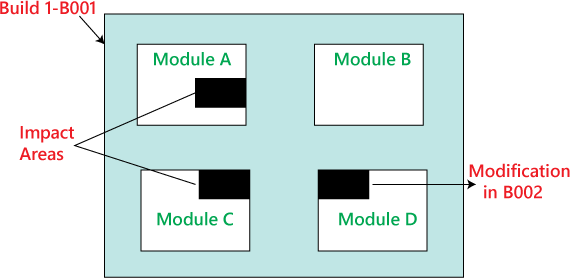 Build 1-B001
Module A
Module B
Impact
Areas
Modification
in B002
Module C
Module D